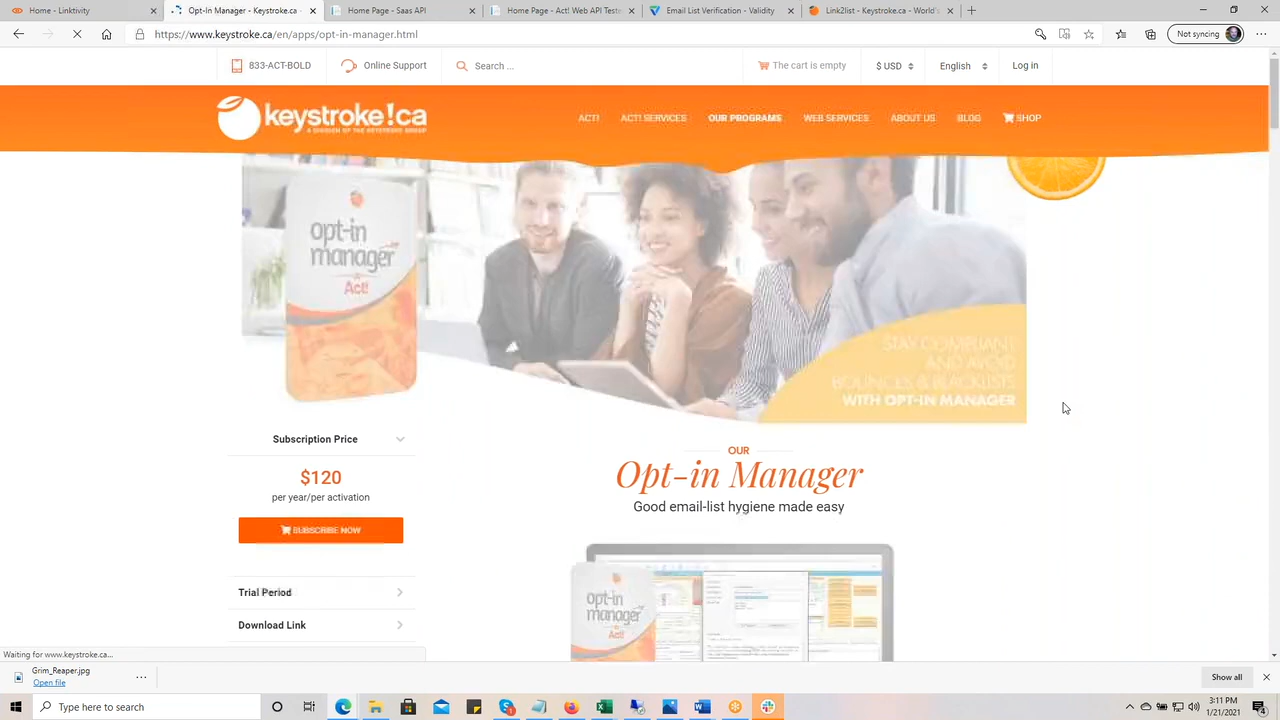 Home - Linktivity
Opt-In Manager - Keystroke.ca -
Home Page - Saas API
Home Page - Act! Web API Tests
Email List Verification - Validity
Link2list - Keystroke.ca - World's
https://www.keystroke.ca/en/apps/opt-in-manager.html
Not syncing
833-ACT-BOLD
Online Support
Search ...
The cart is empty
$ USD
English
Log in
keystroke!ca
A DIVISION OF THE KEYSTROKE GROUP
ACT!
ACT! SERVICES
OUR PROGRAMS
WEB SERVICES
ABOUT US
BLOG
SHOP
opt-in
manager
Act!
STAY COMPLIANT
AND AVOID
BOUNCES & BLACKLISTS
WITH OPT-IN MANAGER
Subscription Price
$120
per year/per activation
SUBSCRIBE NOW
OUR
Opt-in Manager
Good email-list hygiene made easy
opt-in
manager
Act!
Trial Period
Download Link
www.keystroke.ca...
Open file
Show all
Type here to search
3:11 PM
1/21/2021